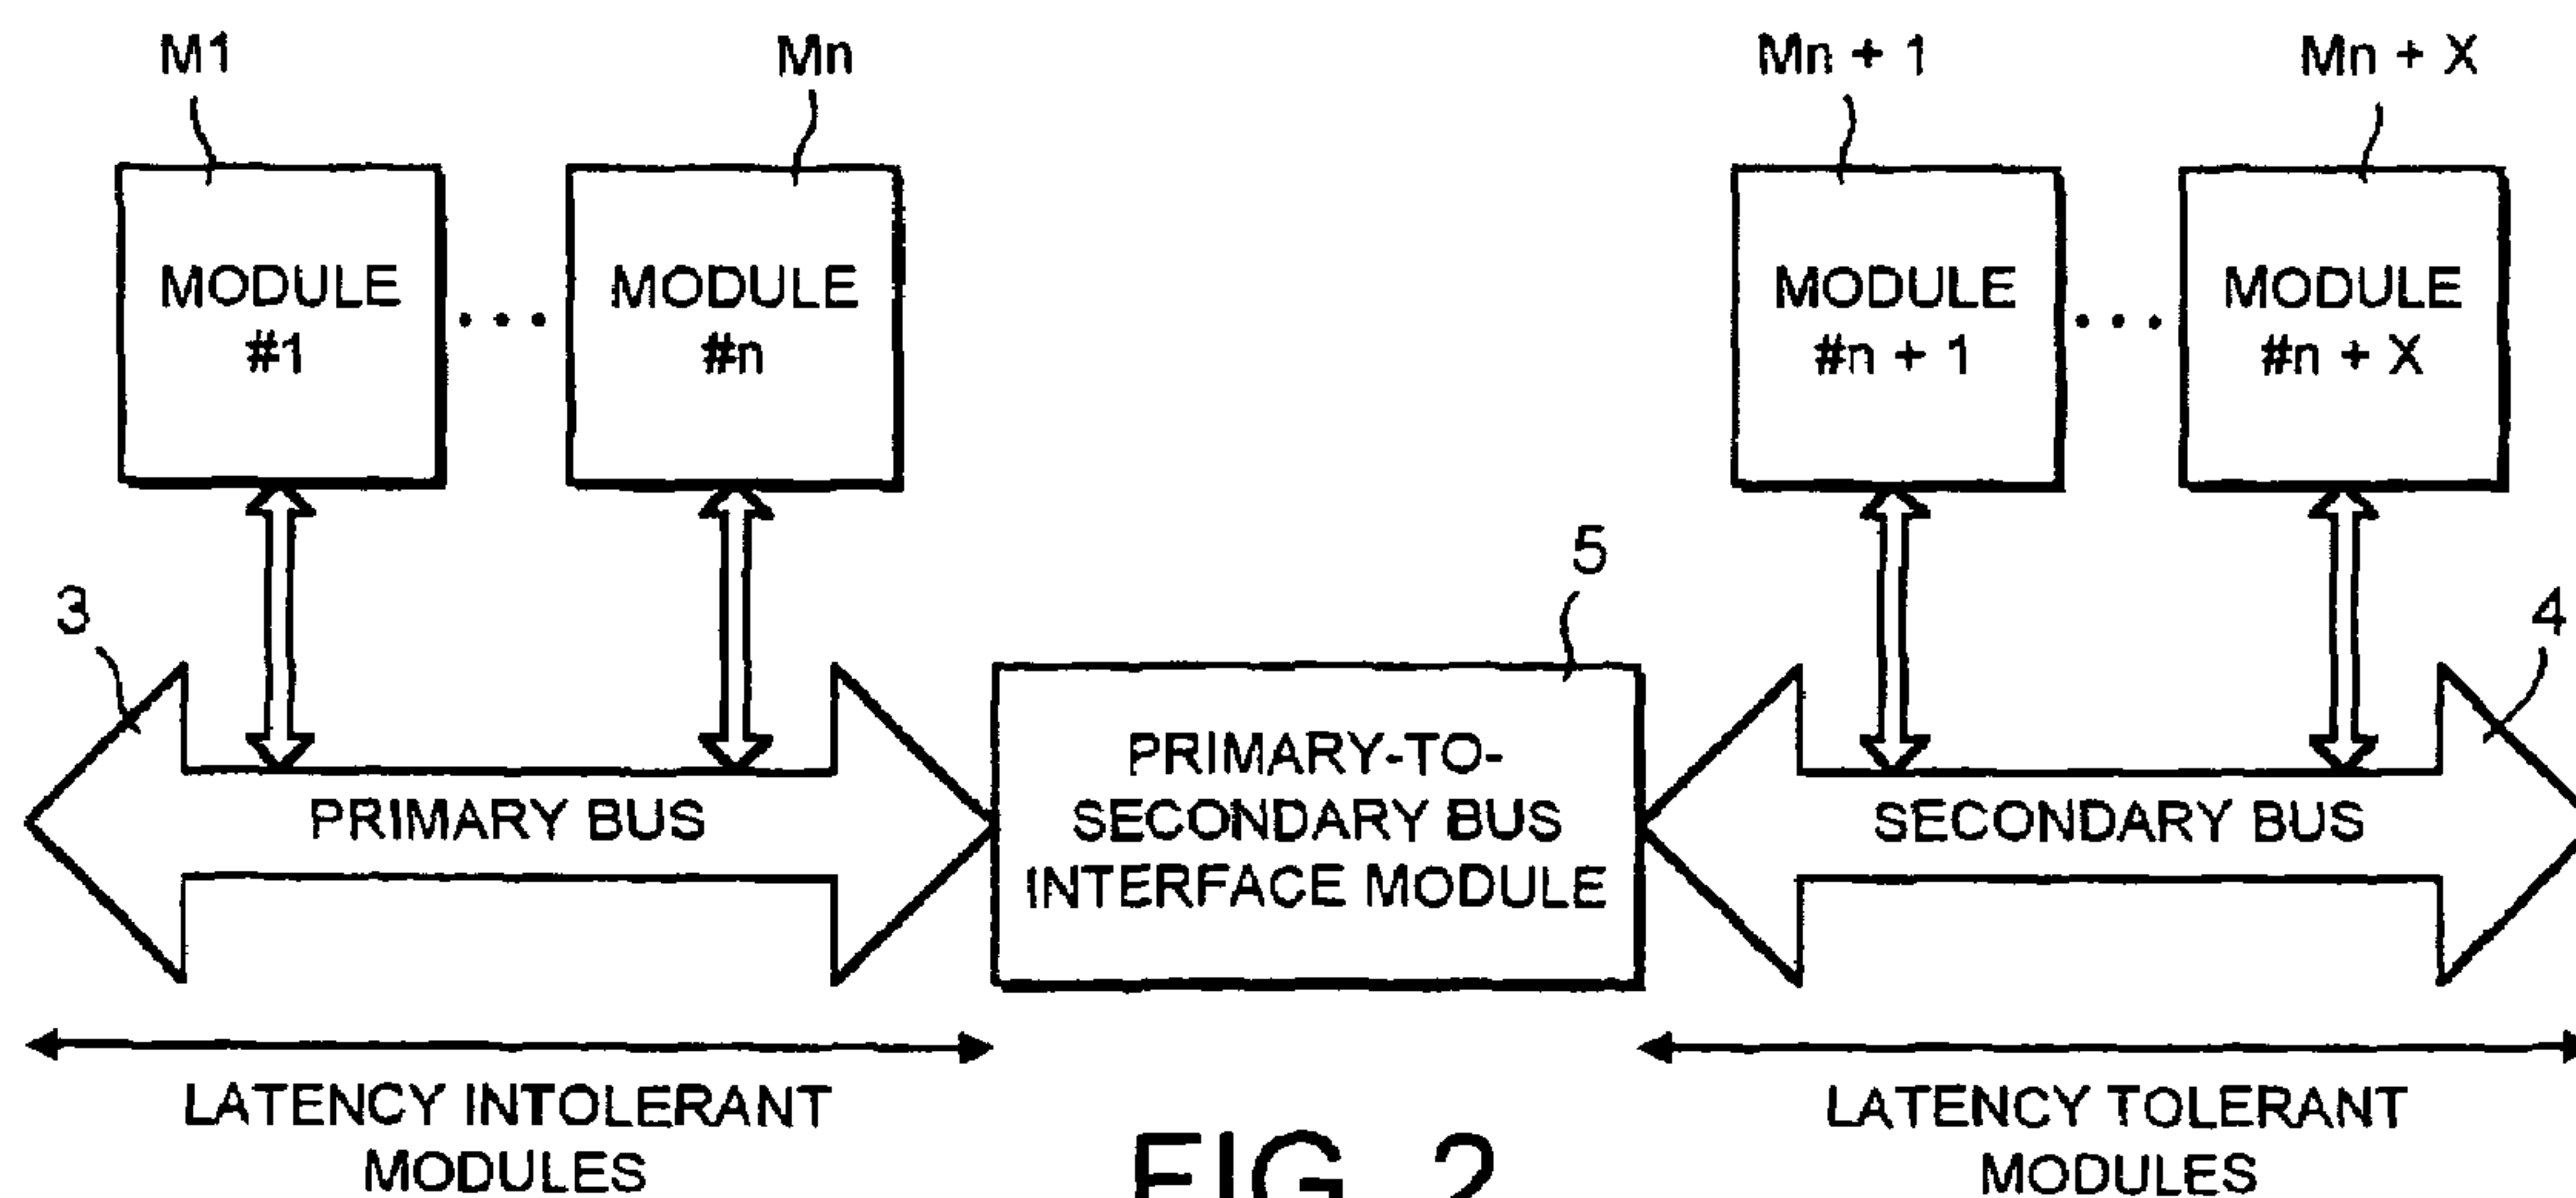 M1
Mn
Mn + 1
Mn + X
MODULE
#1
• • •
MODULE
#n
MODULE
#n + 1
• • •
MODULE
#n + X
3
5
4
PRIMARY BUS
PRIMARY-TO-
SECONDARY BUS
INTERFACE MODULE
SECONDARY BUS
LATENCY INTOLERANT
MODULES
LATENCY TOLERANT
MODULES
FIG. 2